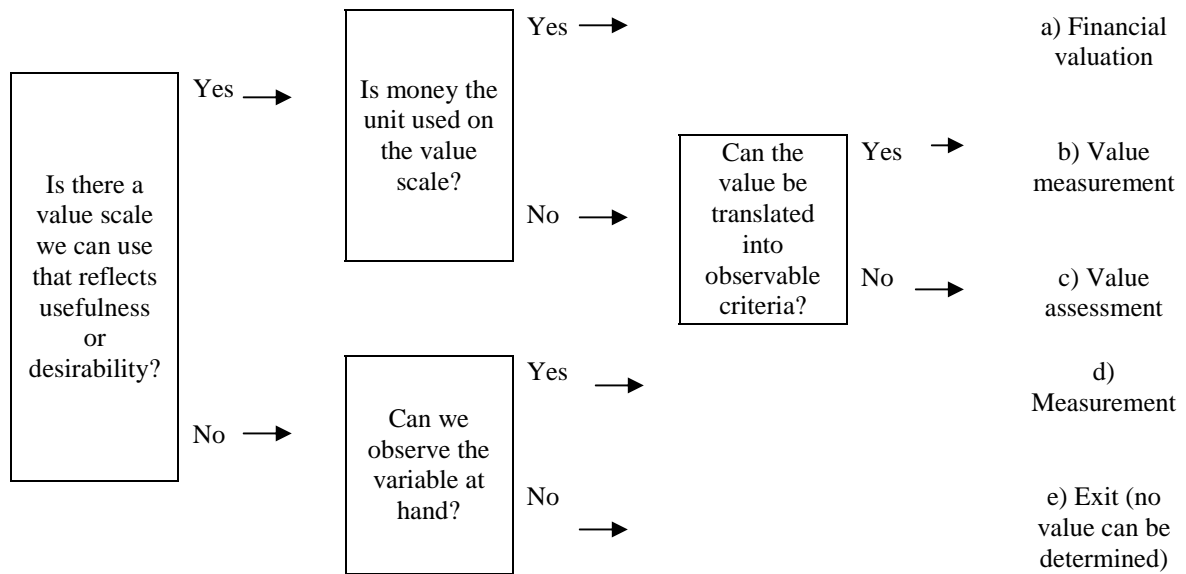 Is there a
value scale
we can use
that reflects
usefulness
or
desirability?
Yes
No
Is money the
unit used on
the value
scale?
Yes
No
Can the
value be
translated
into
observable
criteria?
Yes
No
Can we
observe the
variable at
hand?
Yes
No
a) Financial
valuation
b) Value
measurement
c) Value
assessment
d)
Measurement
e) Exit (no
value can be
determined)